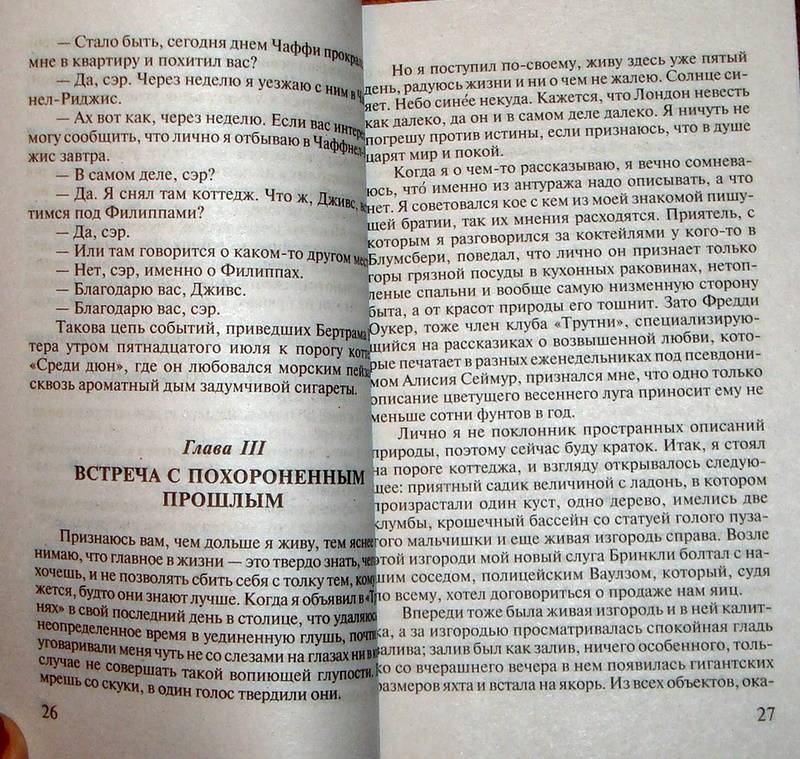 — Стало быть, сегодня днем Чаффи
мне в квартиру и похитил вас?
— Да, сэр. Через неделю я уезжаю с ним в
нел-Риджис.
— Ах вот как, через неделю. Если вас
могу сообщить, что лично я отбываю в Чаффнел-
жис завтра.
— В самом деле, сэр?
— Да. Я снял там коттедж. Что ж, Дживс,
тимся под Филиппами?
— Да, сэр.
— Или там говорится о каком-то другом
— Нет, сэр, именно о Филиппах.
— Благодарю вас, Дживс.
— Благодарю вас, сэр.
Такова цепь событий, приведших Бертрама
тера утром пятнадцатого июля к порогу
«Среди дюн», где он любовался морским
сквозь ароматный дым задумчивой сигареты.
Глава III
ВСТРЕЧА С ПОХОРОНЕННЫМ
ПРОШЛЫМ
Признаюсь вам, чем дольше я живу, тем
нимаю, что главное в жизни — это твердо знать,
хочешь, и не позволять сбить себя с толку тем,
жется, будто они знают лучше. Когда я объявил в
нях» в свой последний день в столице, что удаляюсь
неопределенное время в уединенную глушь,
уговаривали меня чуть не со слезами на глазах ни в
случае не совершать такой вопиющей глупости.
мрешь со скуки, в один голос твердили они.
26
Но я поступил по-своему, живу здесь уже пятый
день, радуюсь жизни и ни о чем не жалею. Солнце си-
яет. Небо сине́е некуда. Кажется, что Лондон невесть
как далеко, да он и в самом деле далеко. Я ничуть не
погрешу против истины, если признаюсь, что в душе
царят мир и покой.
Когда я о чем-то рассказываю, я вечно сомнева-
юсь, что́ именно из антуража надо описывать, а что
нет. Я советовался кое с кем из моей знакомой пишу-
щей братии, так их мнения расходятся. Приятель, с
которым я разговорился за коктейлями у кого-то в
Блумсбери, поведал, что лично он признает только
горы грязной посуды в кухонных раковинах, нетоп-
леные спальни и вообще самую низменную сторону
быта, а от красот природы его тошнит. Зато Фредди
Оукер, тоже член клуба «Трутни», специализирую-
щийся на рассказиках о возвышенной любви, кото-
рые печатает в разных еженедельниках под псевдони-
мом Алисия Сеймур, признался мне, что одно только
описание цветущего весеннего луга приносит ему не
меньше сотни фунтов в год.
Лично я не поклонник пространных описаний
природы, поэтому сейчас буду краток. Итак, я стоял
на пороге коттеджа, и взгляду открывалось следую-
щее: приятный садик величиной с ладонь, в котором
произрастали один куст, одно дерево, имелись две
клумбы, крошечный бассейн со статуей голого пуза-
того мальчишки и еще живая изгородь справа. Возле
этой изгороди мой новый слуга Бринкли болтал с на-
шим соседом, полицейским Ваулзом, который, судя
по всему, хотел договориться о продаже нам яиц.
Впереди тоже была живая изгородь и в ней калит-
ка, а за изгородью просматривалась спокойная гладь
залива; залив был как залив, ничего особенного, толь-
ко со вчерашнего вечера в нем появилась гигантских
размеров яхта и встала на якорь. Из всех объектов, ока-
27